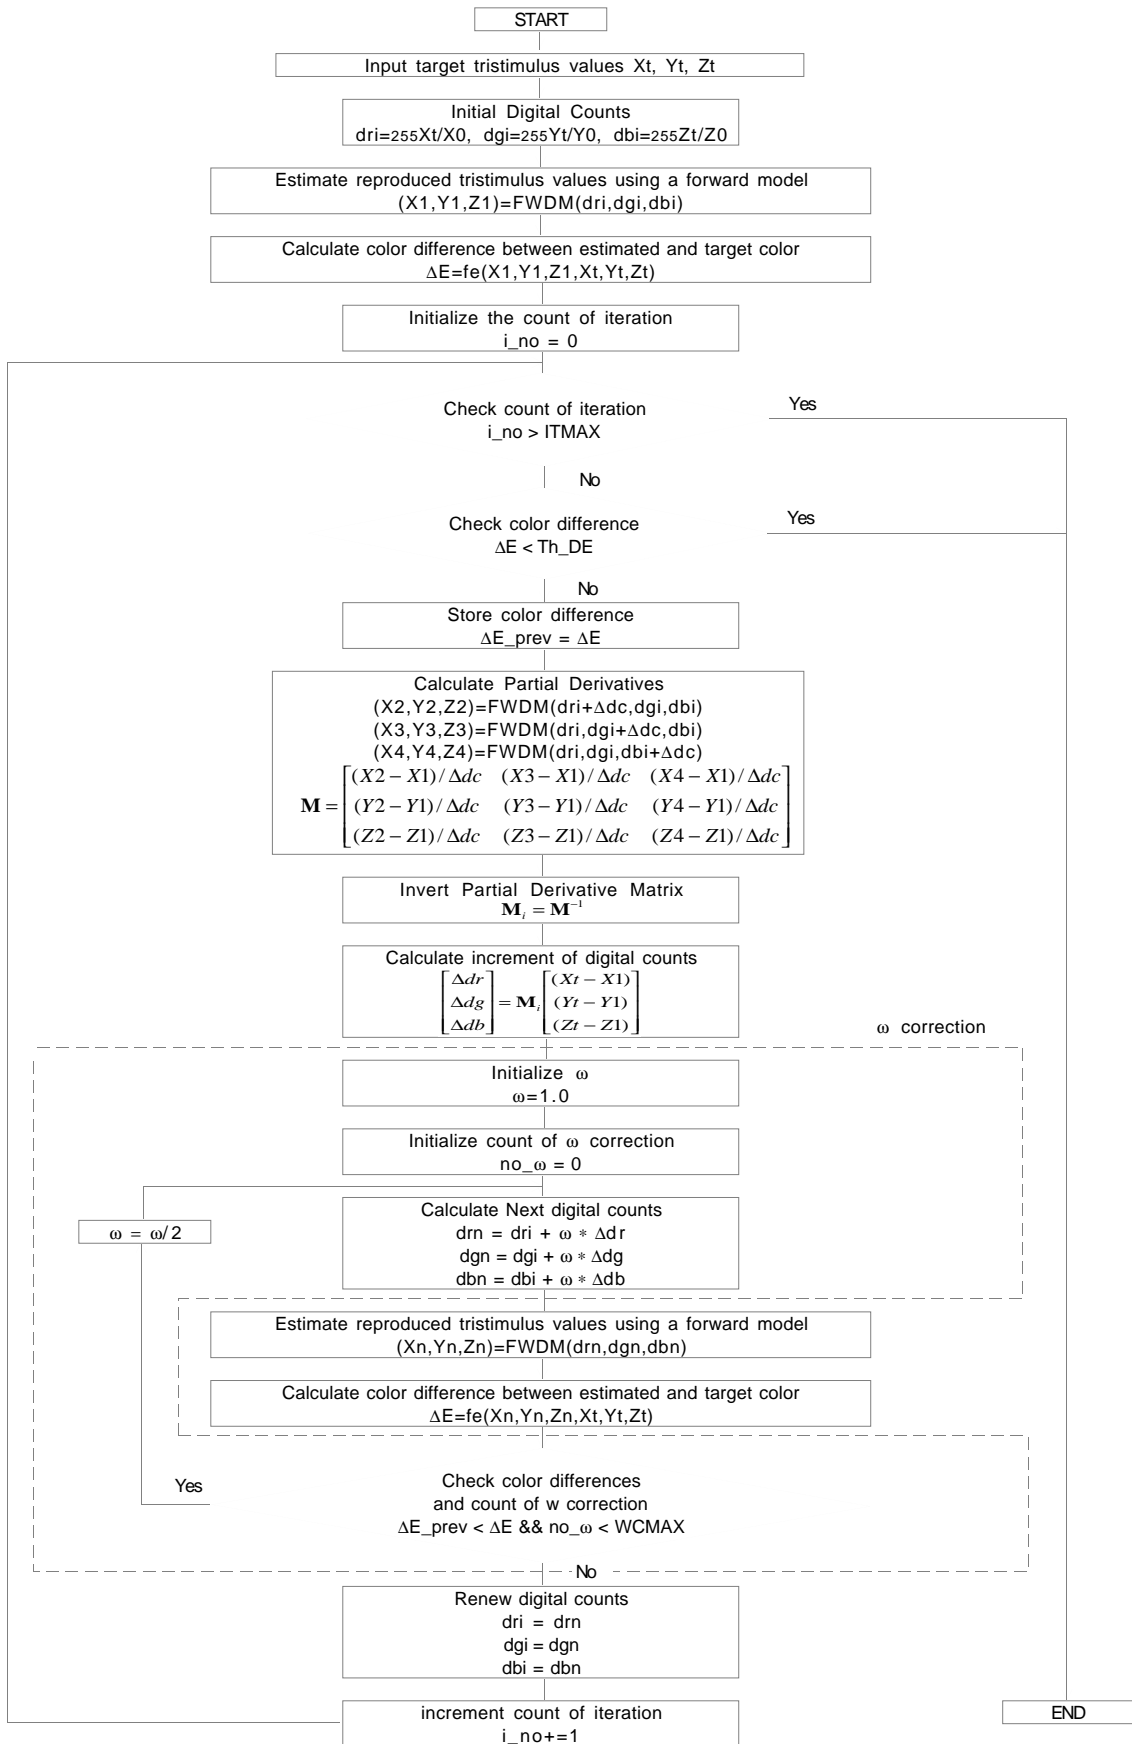 START
Input target tristimulus values Xt, Yt, Zt
Initial Digital Counts
dri=255Xt/X0, dgi=255Yt/Y0, dbi=255Zt/Z0
Estimate reproduced tristimulus values using a forward model
(X1,Y1,Z1)=FWDM(dri,dgi,dbi)
Calculate color difference between estimated and target color
ΔE=fe(X1,Y1,Z1,Xt,Yt,Zt)
Initialize the count of iteration
i_no = 0
Check count of iteration
i_no > ITMAX
Yes
No
Check color difference
ΔE < Th_DE
Yes
No
Store color difference
ΔE_prev = ΔE
Calculate Partial Derivatives
(X2,Y2,Z2)=FWDM(dri+Δdc,dgi,dbi)
(X3,Y3,Z3)=FWDM(dri,dgi+Δdc,dbi)
(X4,Y4,Z4)=FWDM(dri,dgi,dbi+Δdc)
(X2 − X1)/Δdc (X3 − X1)/Δdc (X4 − X1)/Δdc
M = (Y2 − Y1)/Δdc (Y3 − Y1)/Δdc (Y4 − Y1)/Δdc
(Z2 − Z1)/Δdc (Z3 − Z1)/Δdc (Z4 − Z1)/Δdc
Invert Partial Derivative Matrix
Mᵢ = M⁻¹
Calculate increment of digital counts
Δdr (Xt − X1)
Δdg = Mᵢ (Yt − Y1)
Δdb (Zt − Z1)
ω correction
Initialize ω
ω=1.0
Initialize count of ω correction
no_ω = 0
ω = ω/2
Calculate Next digital counts
drn = dri + ω * Δdr
dgn = dgi + ω * Δdg
dbn = dbi + ω * Δdb
Estimate reproduced tristimulus values using a forward model
(Xn,Yn,Zn)=FWDM(drn,dgn,dbn)
Calculate color difference between estimated and target color
ΔE=fe(Xn,Yn,Zn,Xt,Yt,Zt)
Yes
Check color differences
and count of w correction
ΔE_prev < ΔE && no_ω < WCMAX
No
Renew digital counts
dri = drn
dgi = dgn
dbi = dbn
increment count of iteration
i_no+=1
END